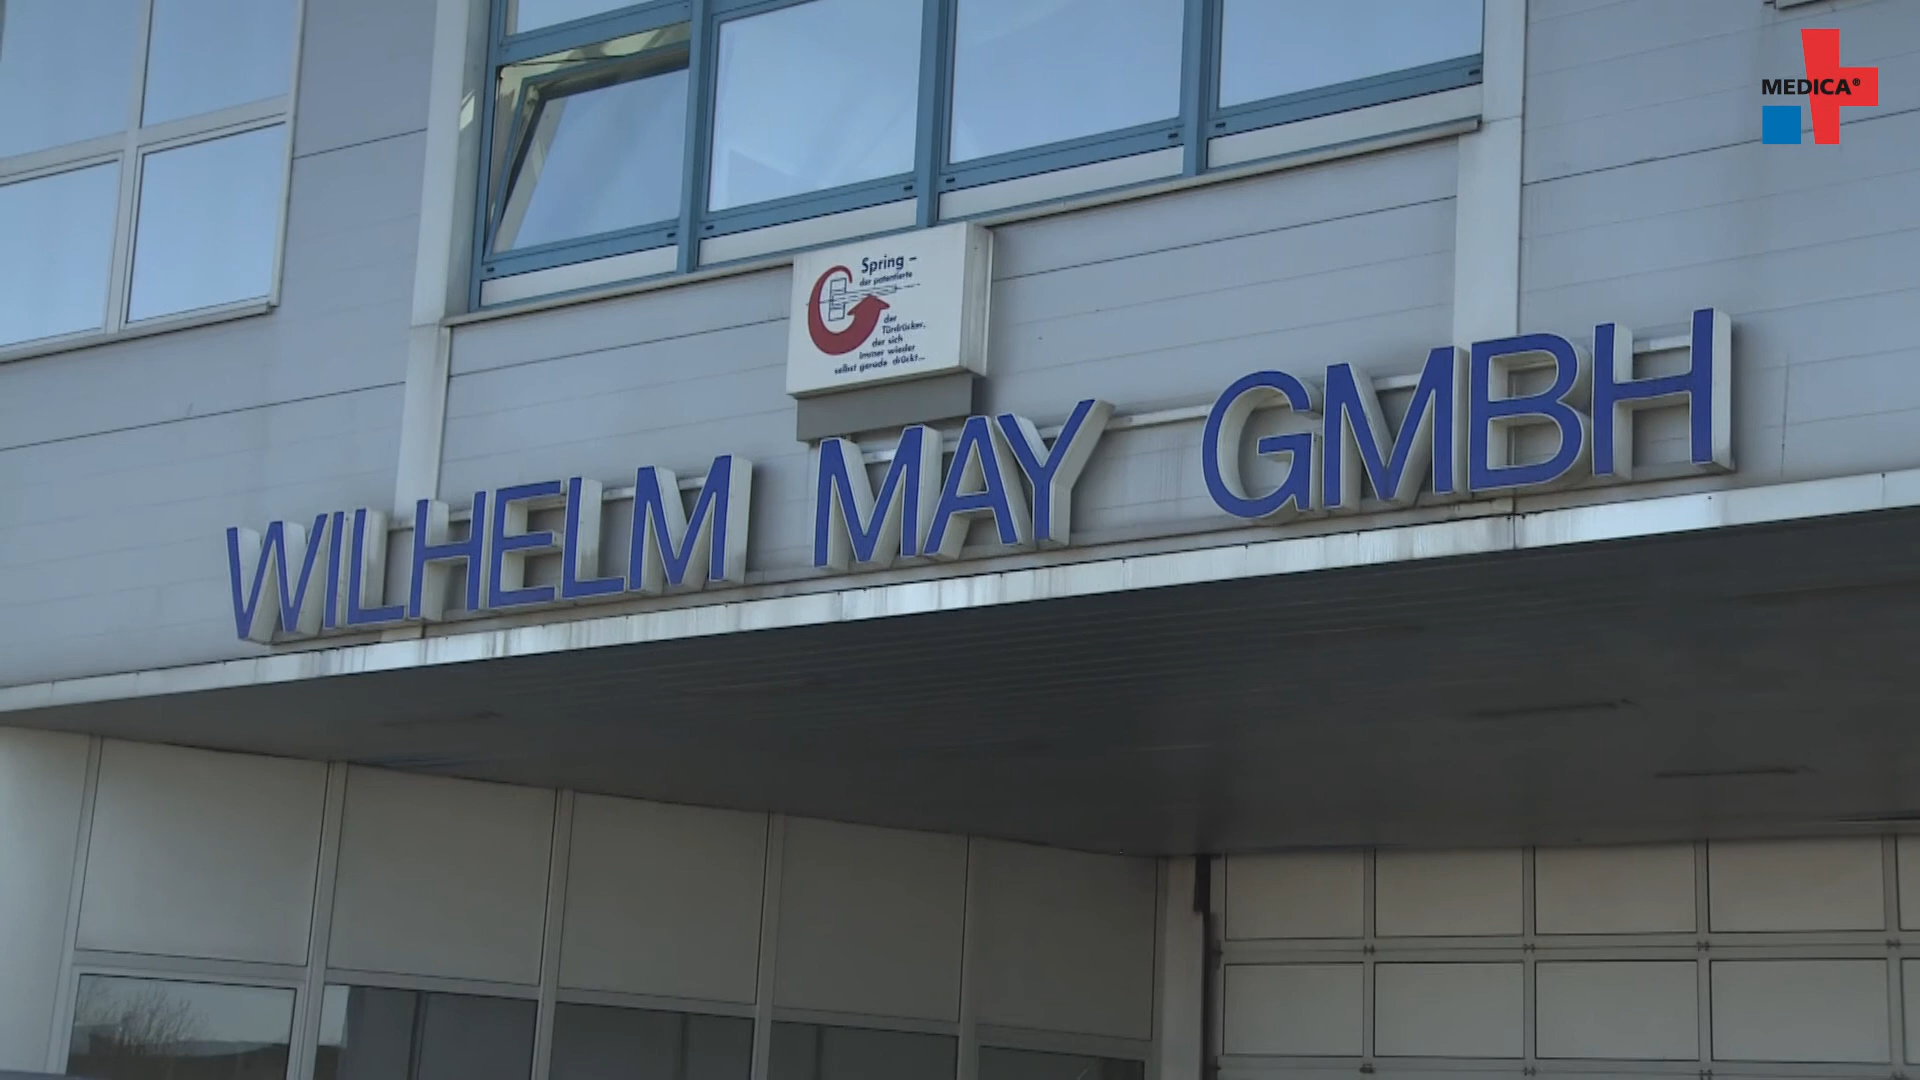 MEDICA®
Spring –
der patentierte
der
Türdrücker,
der sich
immer wieder
selbst gerade drückt...
WILHELM MAY GMBH